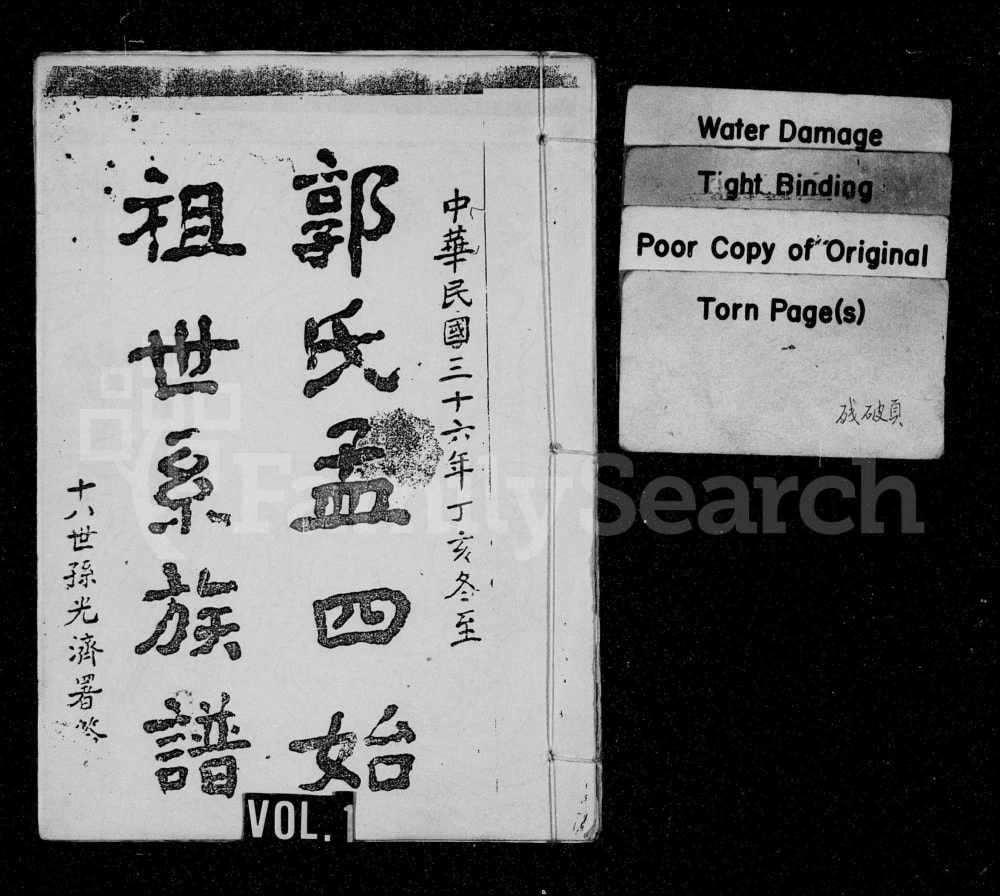 中華民國三十六年丁亥冬至
郭氏孟四始
祖世系族譜
十八世孫光濟署簽
VOL. 1
Water Damage
Tight Binding
Poor Copy of Original
Torn Page(s)
残破頁
FamilySearch